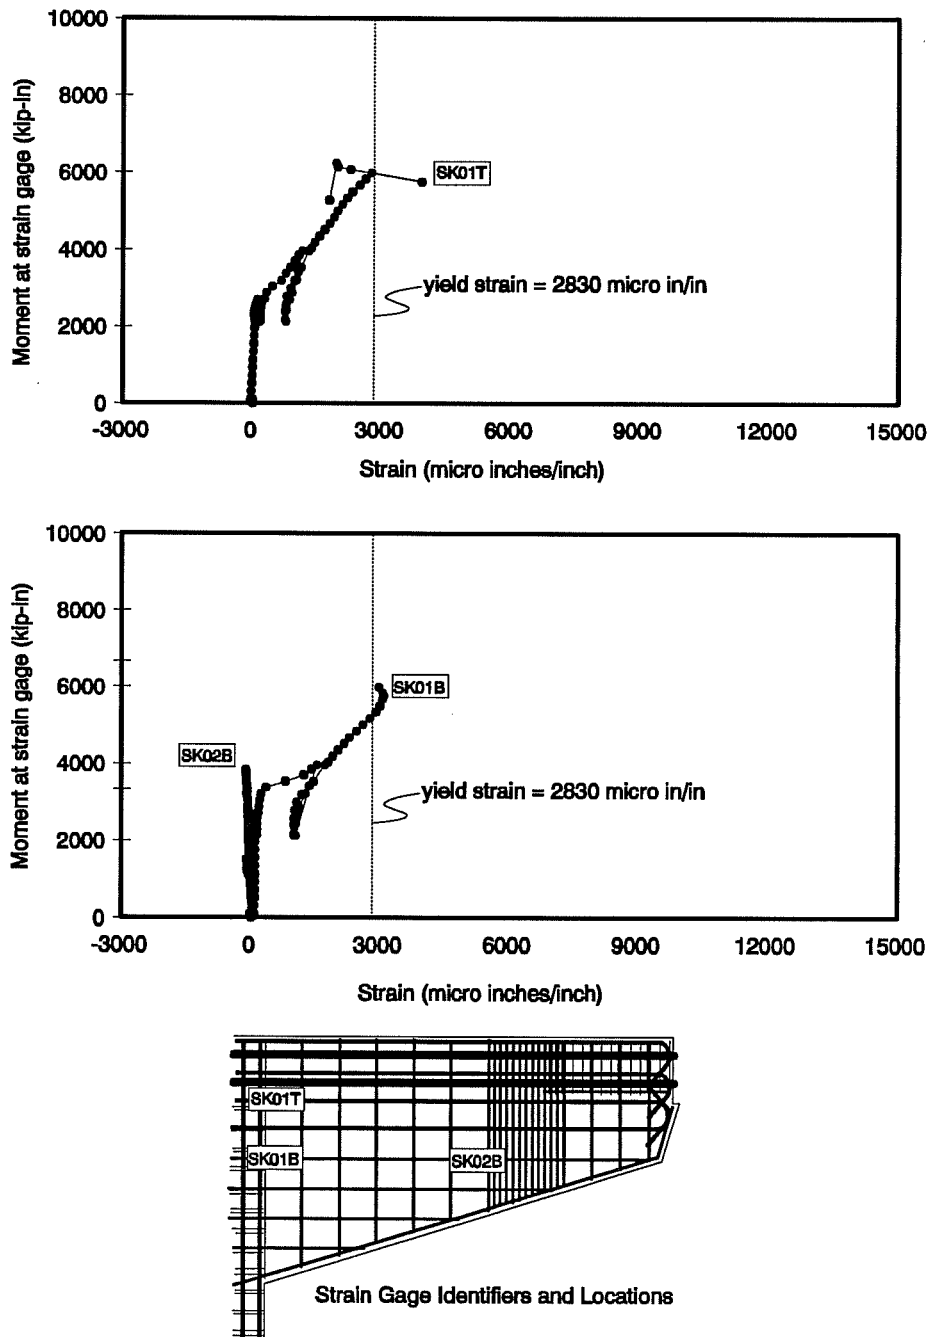 10000
8000
6000
4000
2000
0
Moment at strain gage (kip-in)
SK01T
yield strain = 2830 micro in/in
-3000 0 3000 6000 9000 12000 15000
Strain (micro inches/inch)
10000
8000
6000
4000
2000
0
Moment at strain gage (kip-in)
SK01B
SK02B
yield strain = 2830 micro in/in
-3000 0 3000 6000 9000 12000 15000
Strain (micro inches/inch)
SK01T
SK01B SK02B
Strain Gage Identifiers and Locations